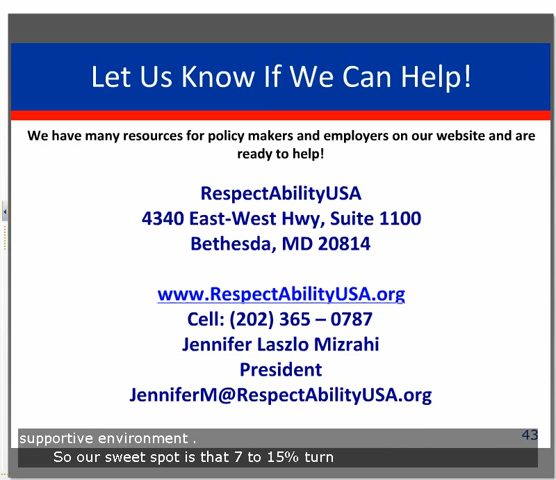 Let Us Know If We Can Help!
We have many resources for policy makers and employers on our website and are
ready to help!
RespectAbilityUSA
4340 East-West Hwy, Suite 1100
Bethesda, MD 20814
www.RespectAbilityUSA.org
Cell: (202) 365 – 0787
Jennifer Laszlo Mizrahi
President
JenniferM@RespectAbilityUSA.org
43
supportive environment .
So our sweet spot is that 7 to 15% turn